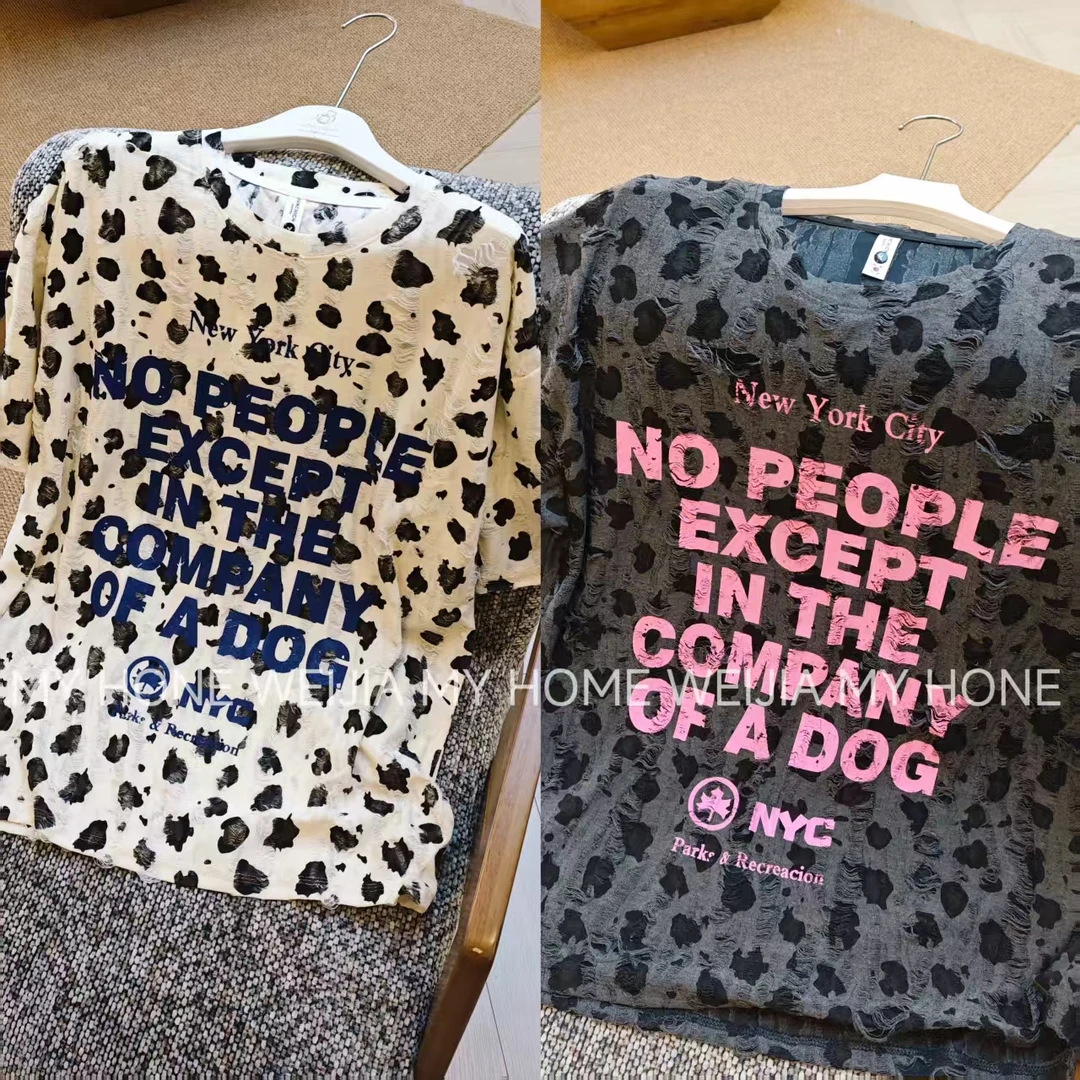 New York City
NO PEOPLE
EXCEPT
IN THE
COMPANY
OF A DOG
NYC
Parks & Recreation
New York City
NO PEOPLE
EXCEPT
IN THE
COMPANY
OF A DOG
NYC
Parks & Recreacion
MY HONE WEIJIA MY HOME WEIJIA MY HONE